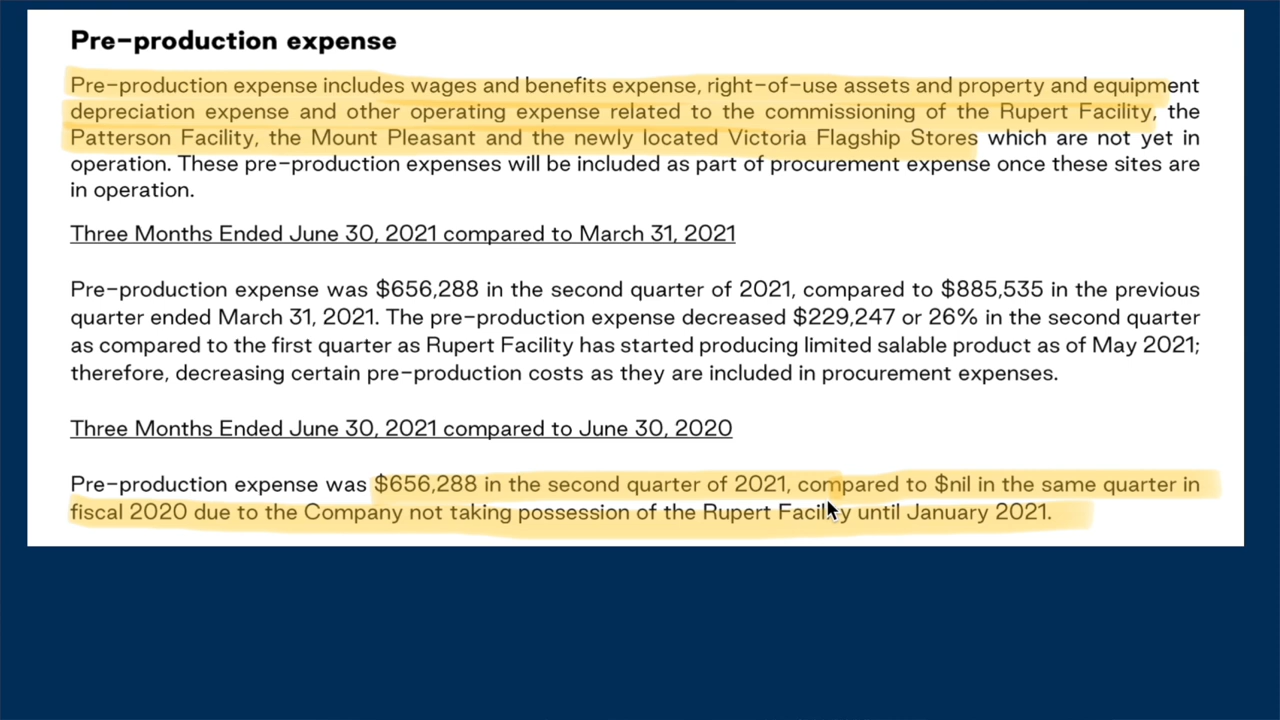 Pre-production expense
Pre-production expense includes wages and benefits expense, right-of-use assets and property and equipment
depreciation expense and other operating expense related to the commissioning of the Rupert Facility, the
Patterson Facility, the Mount Pleasant and the newly located Victoria Flagship Stores which are not yet in
operation. These pre-production expenses will be included as part of procurement expense once these sites are
in operation.
Three Months Ended June 30, 2021 compared to March 31, 2021
Pre-production expense was $656,288 in the second quarter of 2021, compared to $885,535 in the previous
quarter ended March 31, 2021. The pre-production expense decreased $229,247 or 26% in the second quarter
as compared to the first quarter as Rupert Facility has started producing limited salable product as of May 2021;
therefore, decreasing certain pre-production costs as they are included in procurement expenses.
Three Months Ended June 30, 2021 compared to June 30, 2020
Pre-production expense was $656,288 in the second quarter of 2021, compared to $nil in the same quarter in
fiscal 2020 due to the Company not taking possession of the Rupert Facility until January 2021.